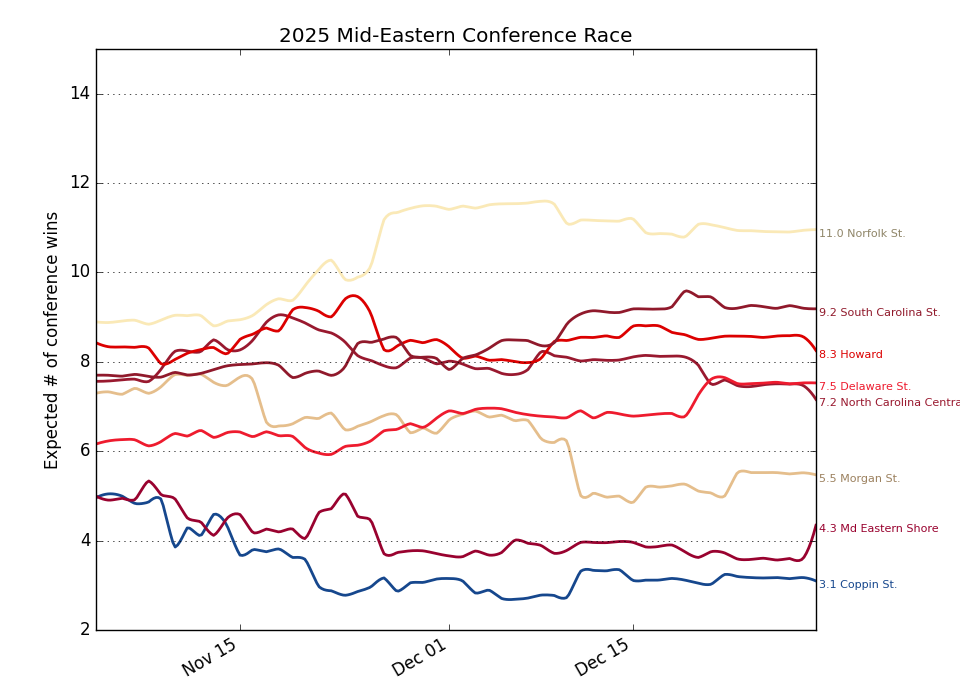 2025 Mid-Eastern Conference Race
Expected # of conference wins
14
12
10
8
6
4
2
Nov 15
Dec 01
Dec 15
11.0 Norfolk St.
9.2 South Carolina St.
8.3 Howard
7.5 Delaware St.
7.2 North Carolina Centra
5.5 Morgan St.
4.3 Md Eastern Shore
3.1 Coppin St.